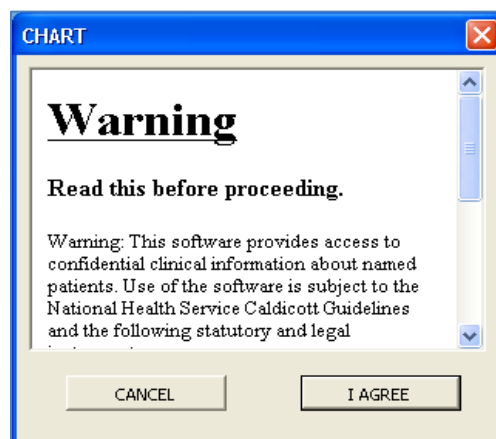 CHART
Warning
Read this before proceeding.
Warning: This software provides access to
confidential clinical information about named
patients. Use of the software is subject to the
National Health Service Caldicott Guidelines
and the following statutory and legal
CANCEL
I AGREE